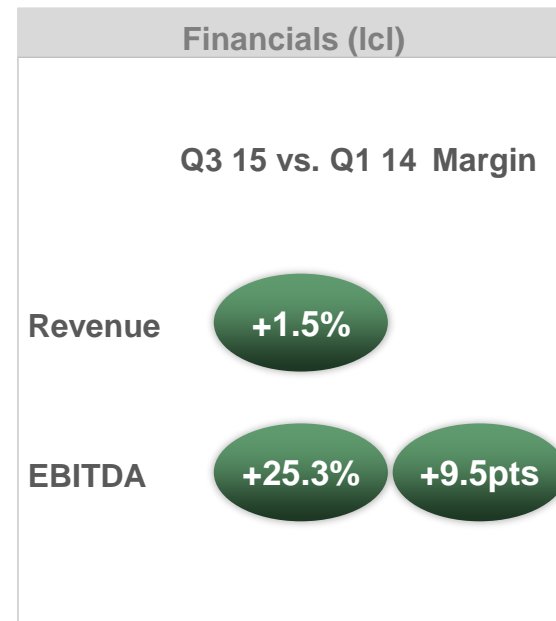 Financials (lcl)
Q3 15 vs. Q1 14 Margin
Revenue +1.5%
EBITDA +25.3% +9.5pts